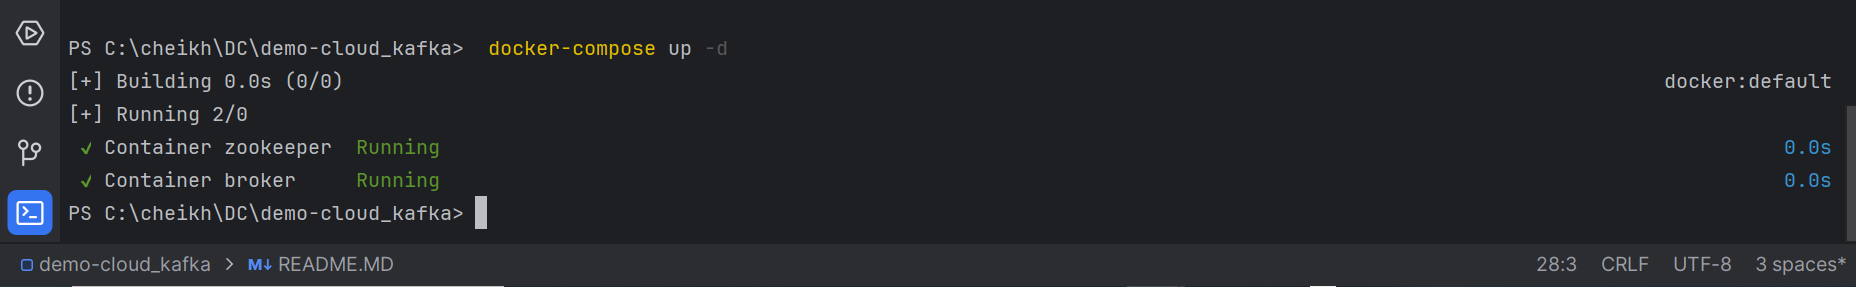 PS C:\cheikh\DC\demo-cloud_kafka>  docker-compose up -d
[+] Building 0.0s (0/0) docker:default
[+] Running 2/0
✓ Container zookeeper  Running 0.0s
✓ Container broker     Running 0.0s
PS C:\cheikh\DC\demo-cloud_kafka>
demo-cloud_kafka > M↓ README.MD 28:3 CRLF UTF-8 3 spaces*